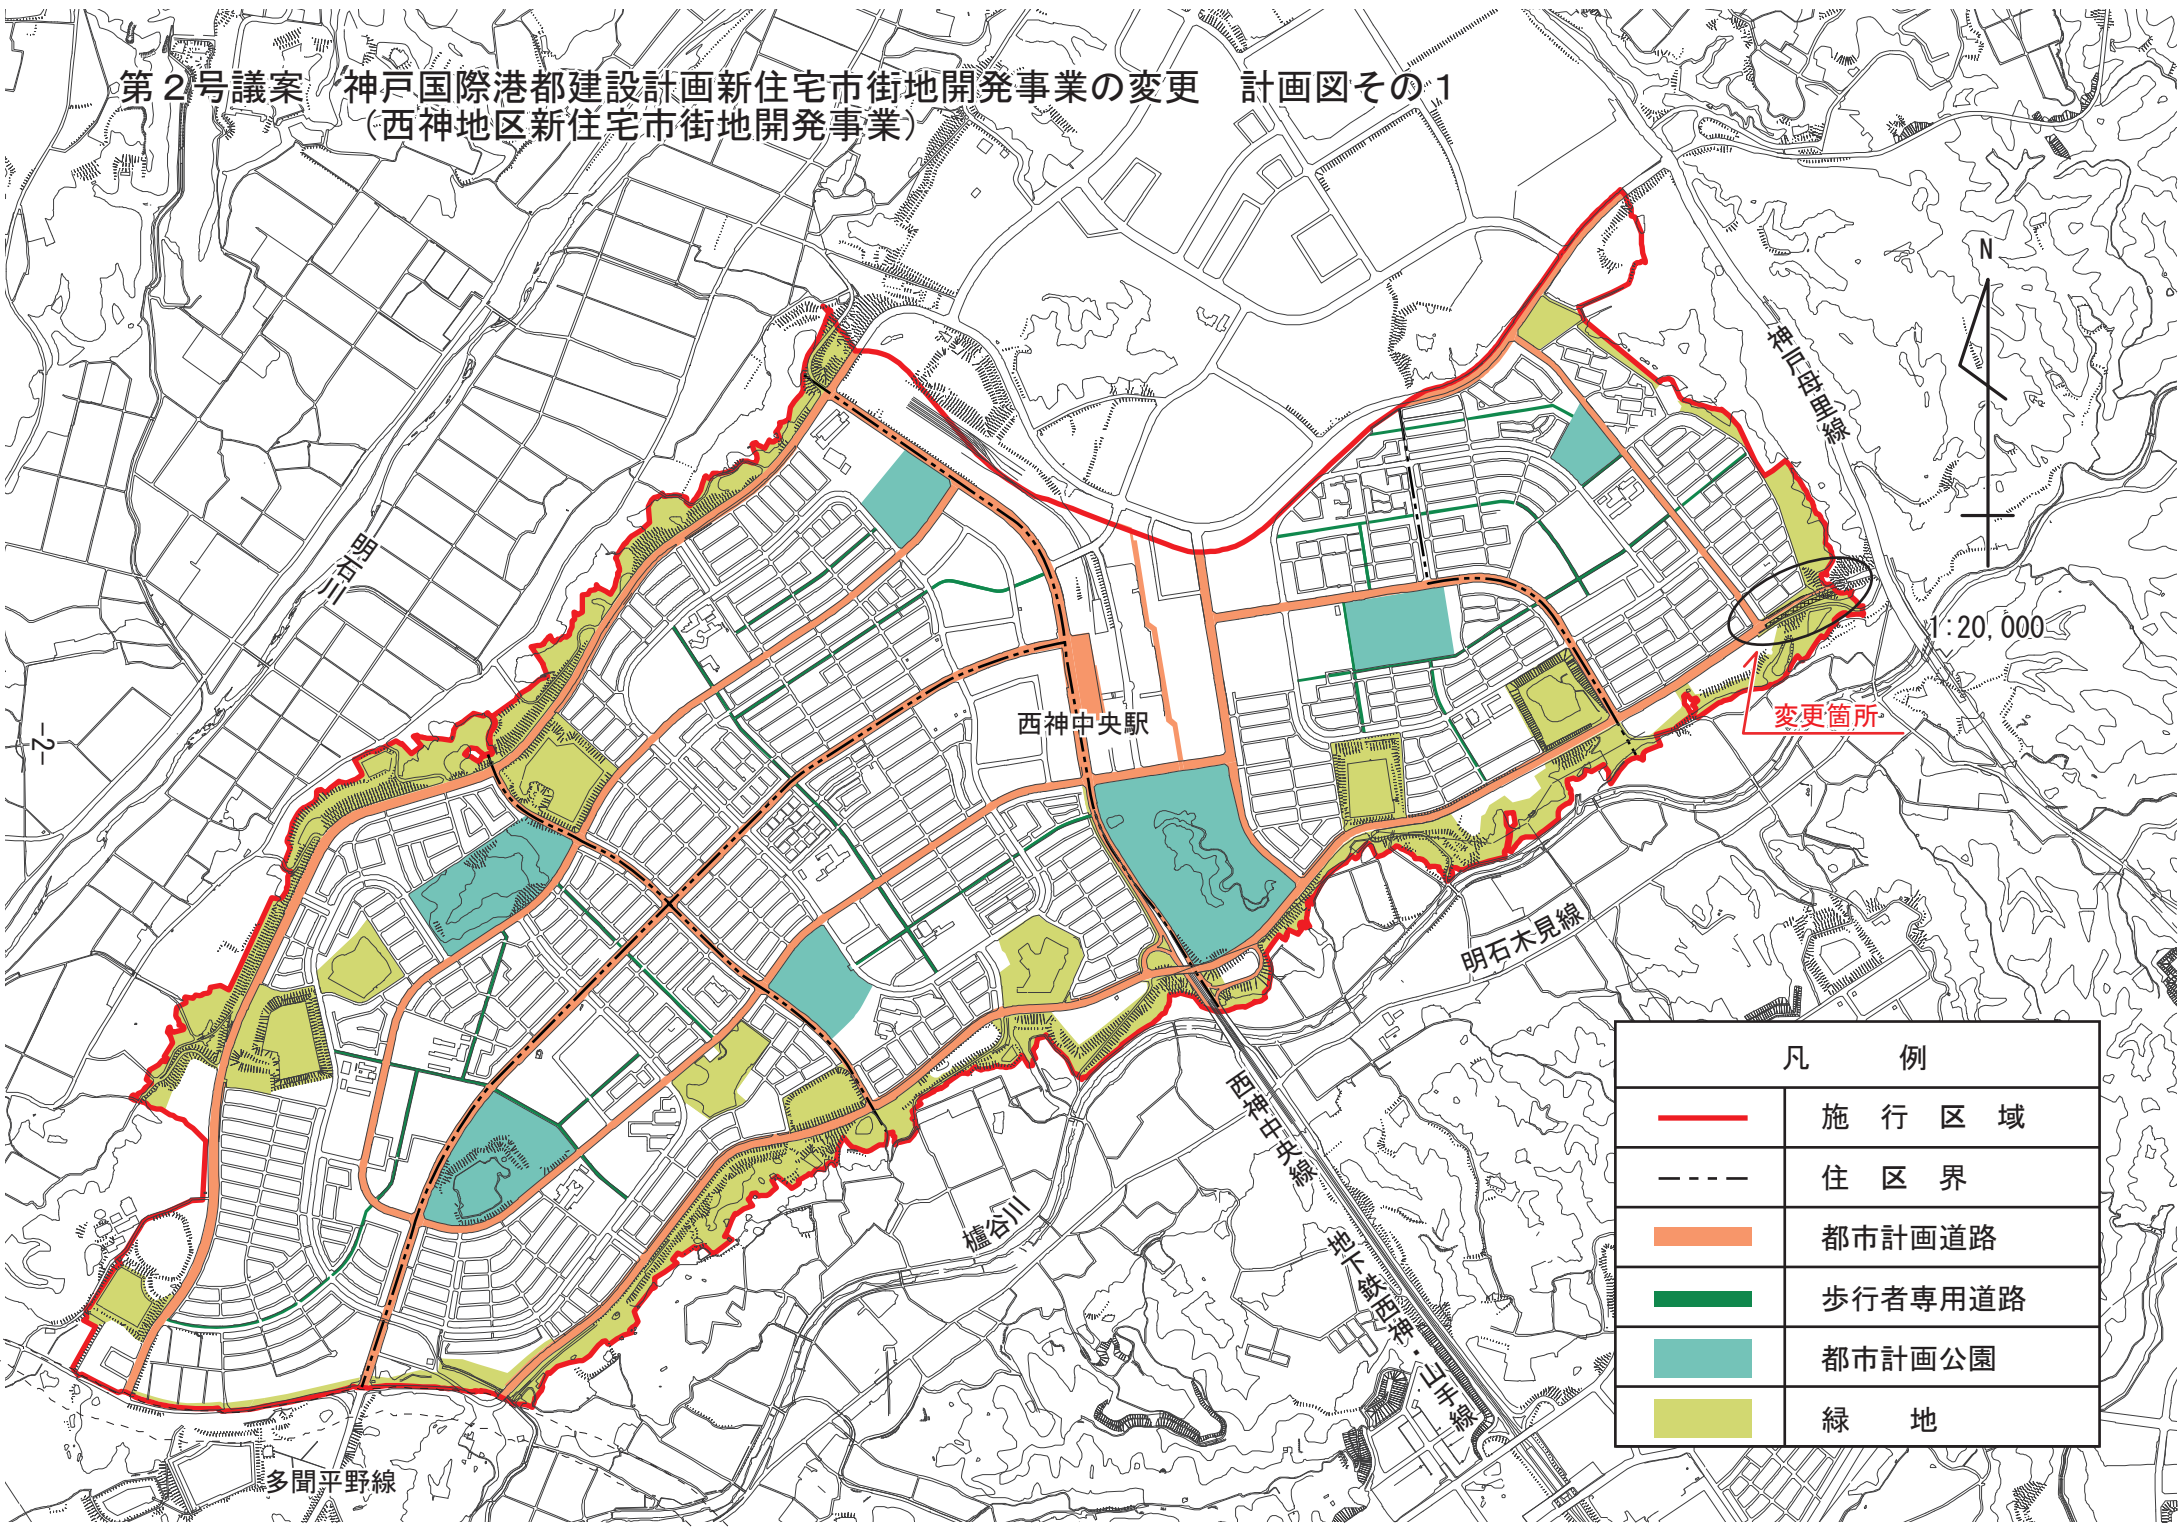 第2号議案　神戸国際港都建設計画新住宅市街地開発事業の変更　計画図その1
（西神地区新住宅市街地開発事業）
N
神戸母里線
明石川
1:20,000
西神中央駅
変更箇所
-2-
明石木見線
西神中央線
櫨谷川
地下鉄西神・山手線
多聞平野線
凡　例
施行区域
住区界
都市計画道路
歩行者専用道路
都市計画公園
緑地